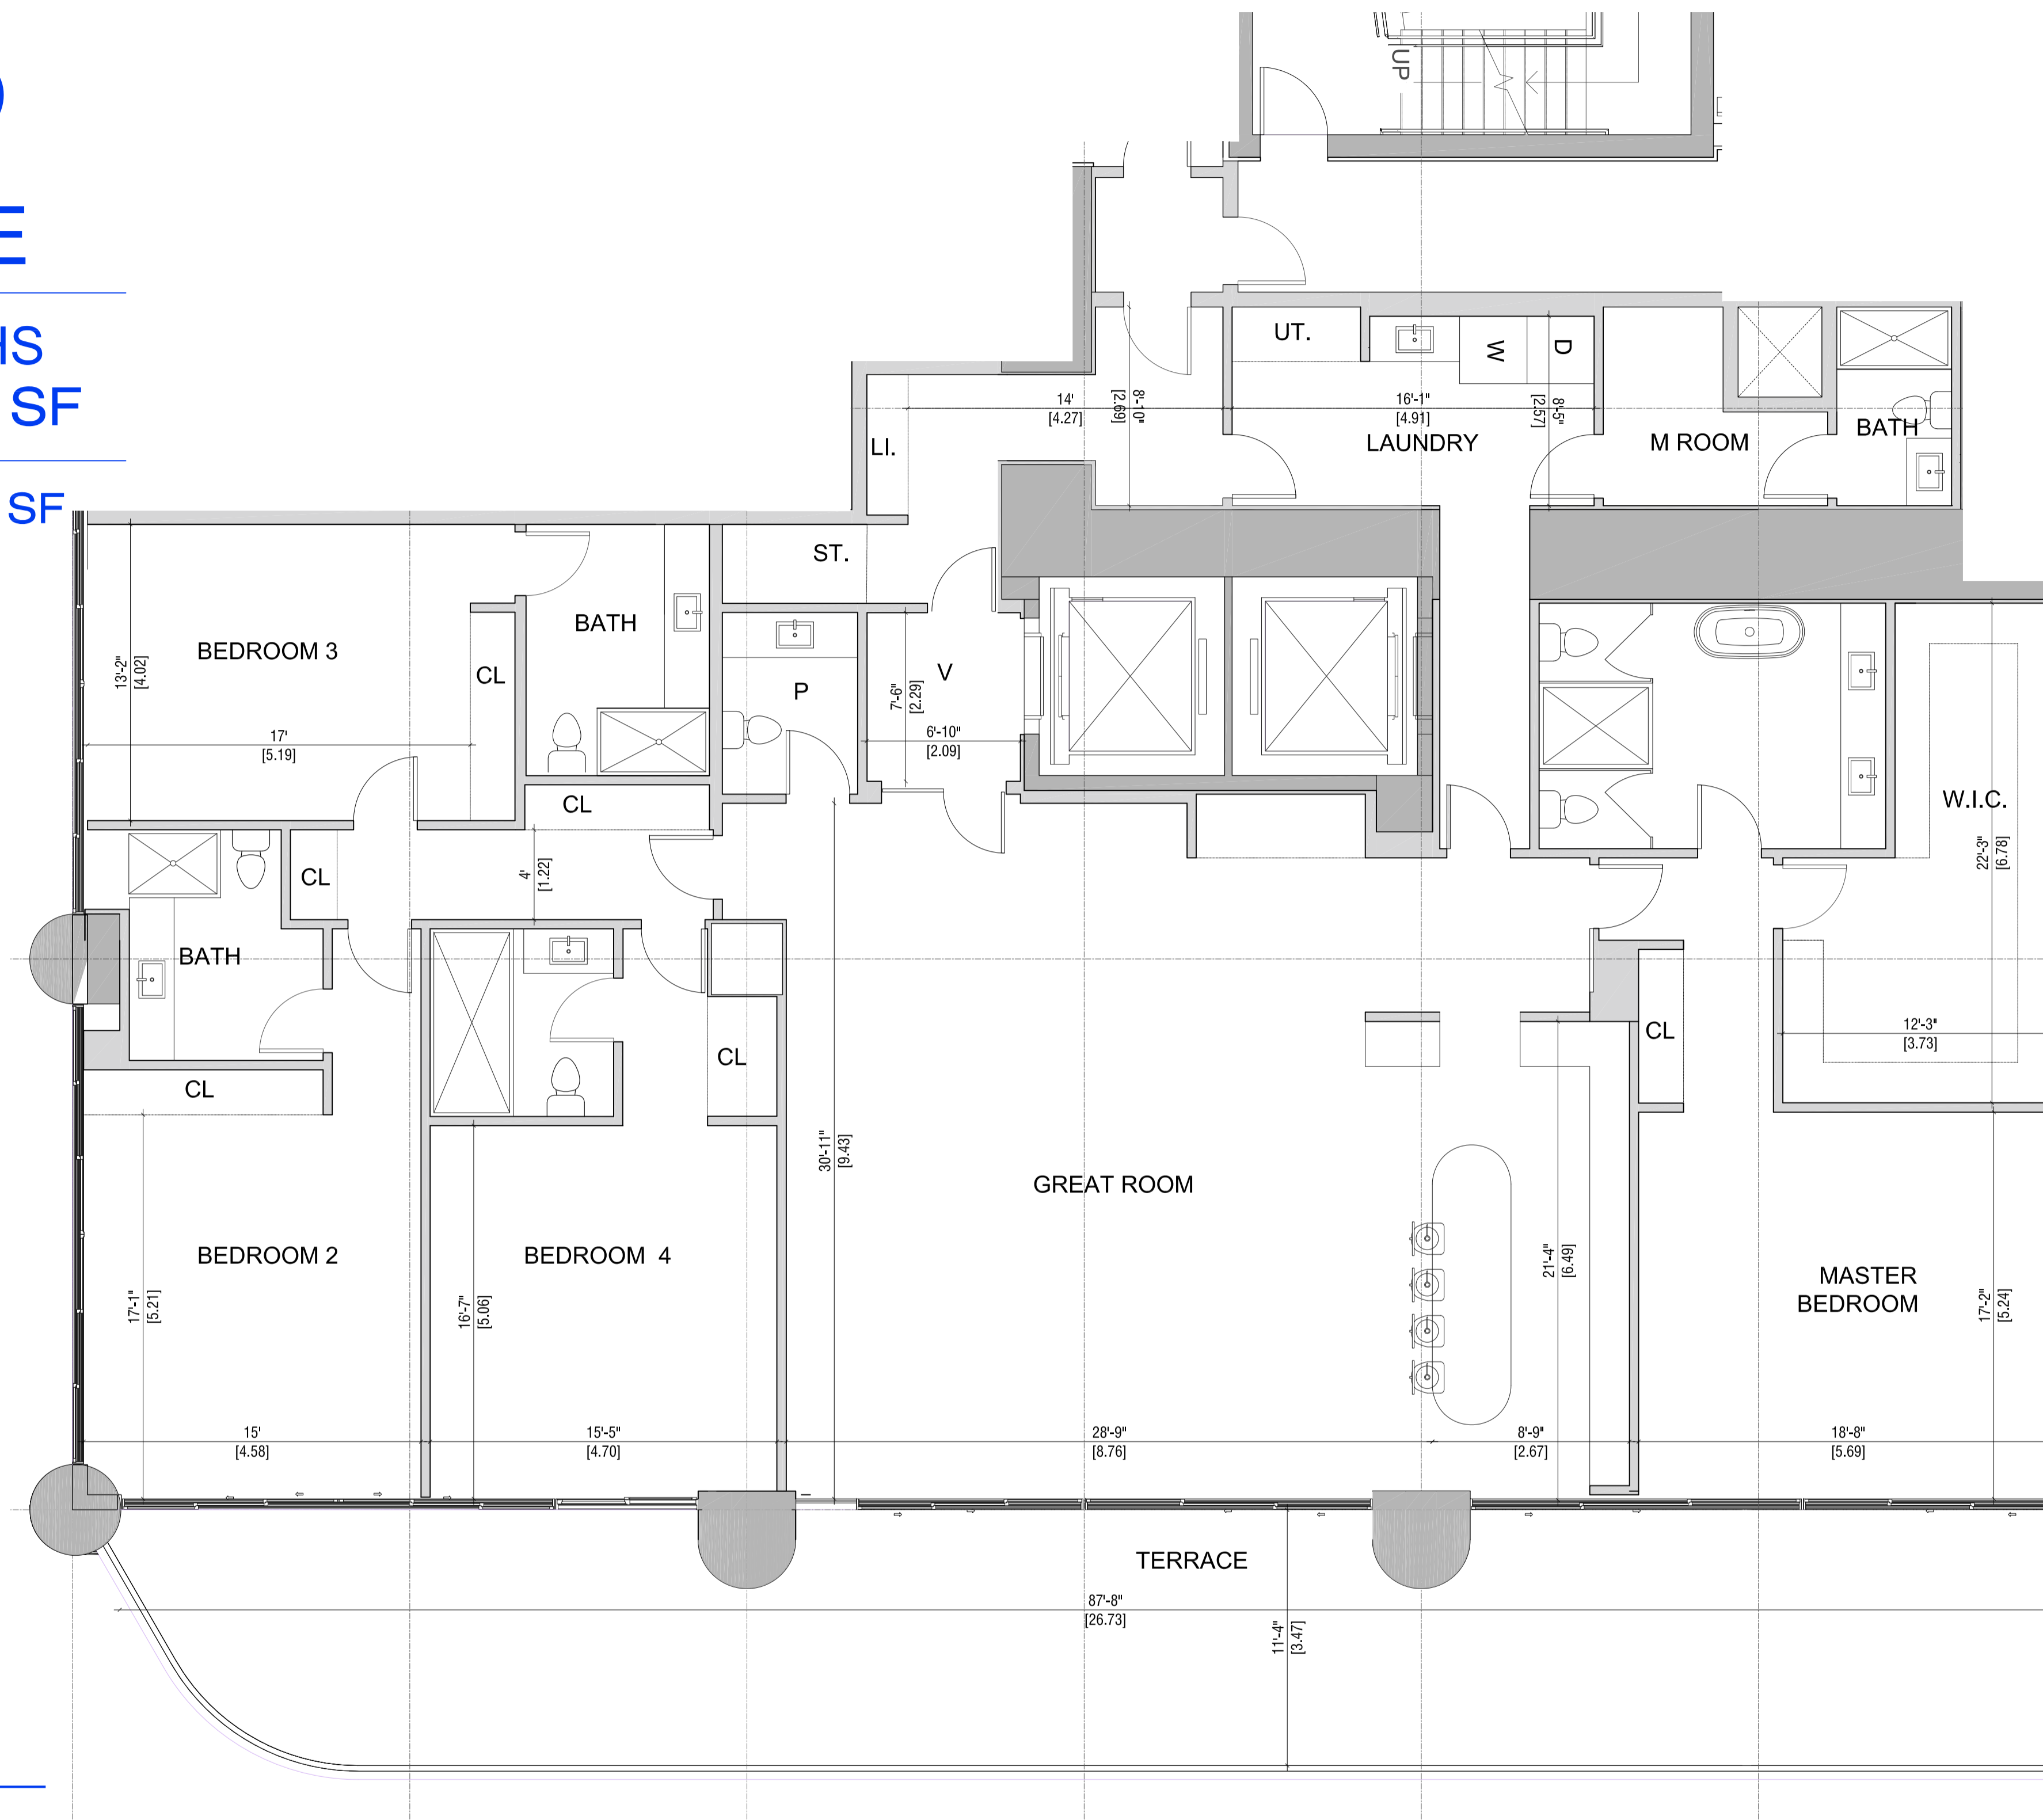 UP
E
HS
SF
SF
UT.
W
D
14'
[4.27]
8'-10"
[2.69]
16'-1"
[4.91]
8'-5"
[2.57]
LI.
LAUNDRY
M ROOM
BATH
ST.
BEDROOM 3
BATH
13'-2"
[4.02]
CL
P
V
7'-6"
[2.29]
6'-10"
[2.09]
17'
[5.19]
CL
W.I.C.
22'-3"
[6.78]
CL
4'
[1.22]
BATH
CL
CL
CL
12'-3"
[3.73]
30'-11"
[9.43]
GREAT ROOM
BEDROOM 2
BEDROOM 4
17'-1"
[5.21]
16'-7"
[5.06]
21'-4"
[6.49]
MASTER
BEDROOM
17'-2"
[5.24]
15'
[4.58]
15'-5"
[4.70]
28'-9"
[8.76]
8'-9"
[2.67]
18'-8"
[5.69]
TERRACE
87'-8"
[26.73]
11'-4"
[3.47]